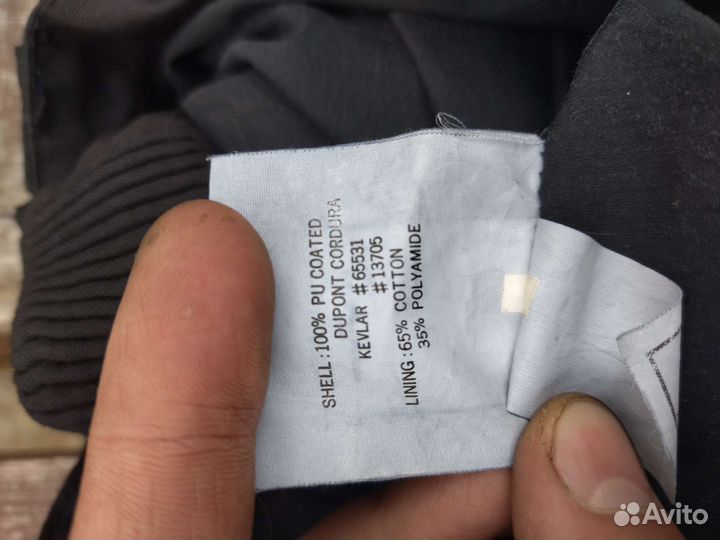 SHELL : 100% PU COATED
DUPONT CORDURA
KEVLAR # 65531
# 13705
LINING : 65% COTTON
35% POLYAMIDE
Avito